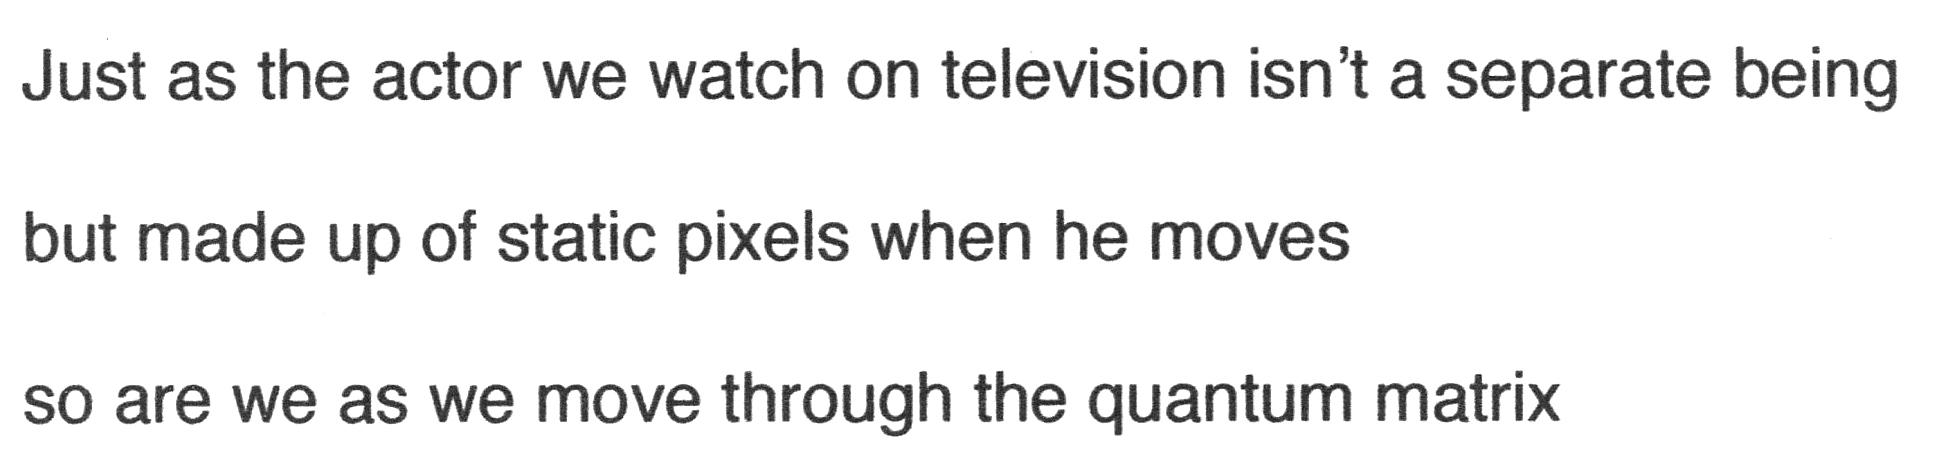 Just as the actor we watch on television isn’t a separate being
but made up of static pixels when he moves
so are we as we move through the quantum matrix